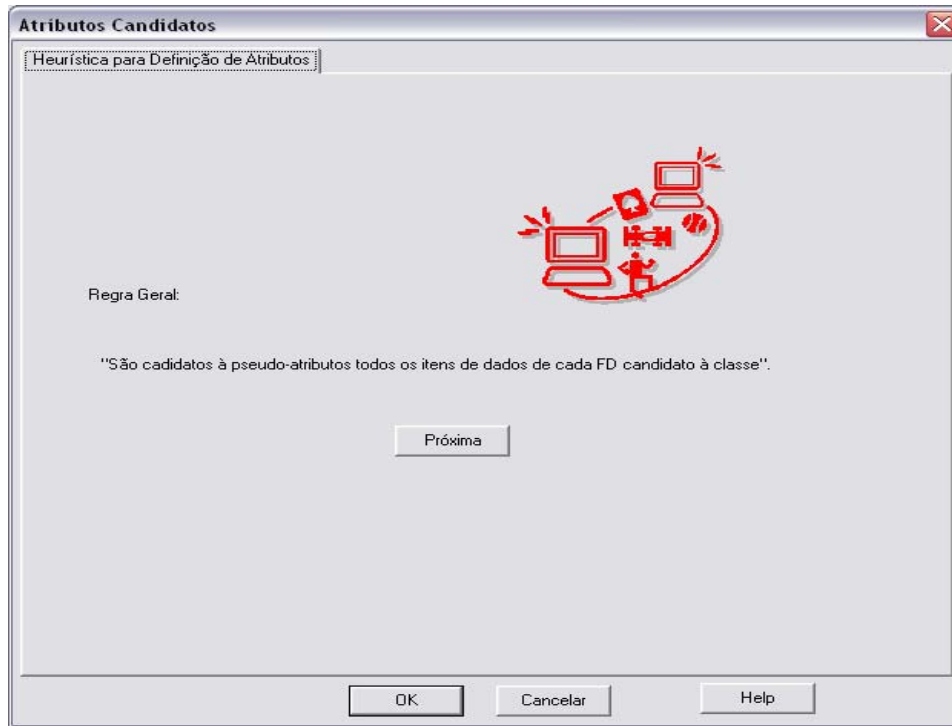 Atributos Candidatos
Heurística para Definição de Atributos
Regra Geral:
"São cadidatos à pseudo-atributos todos os itens de dados de cada FD candidato à classe".
Próxima
OK
Cancelar
Help